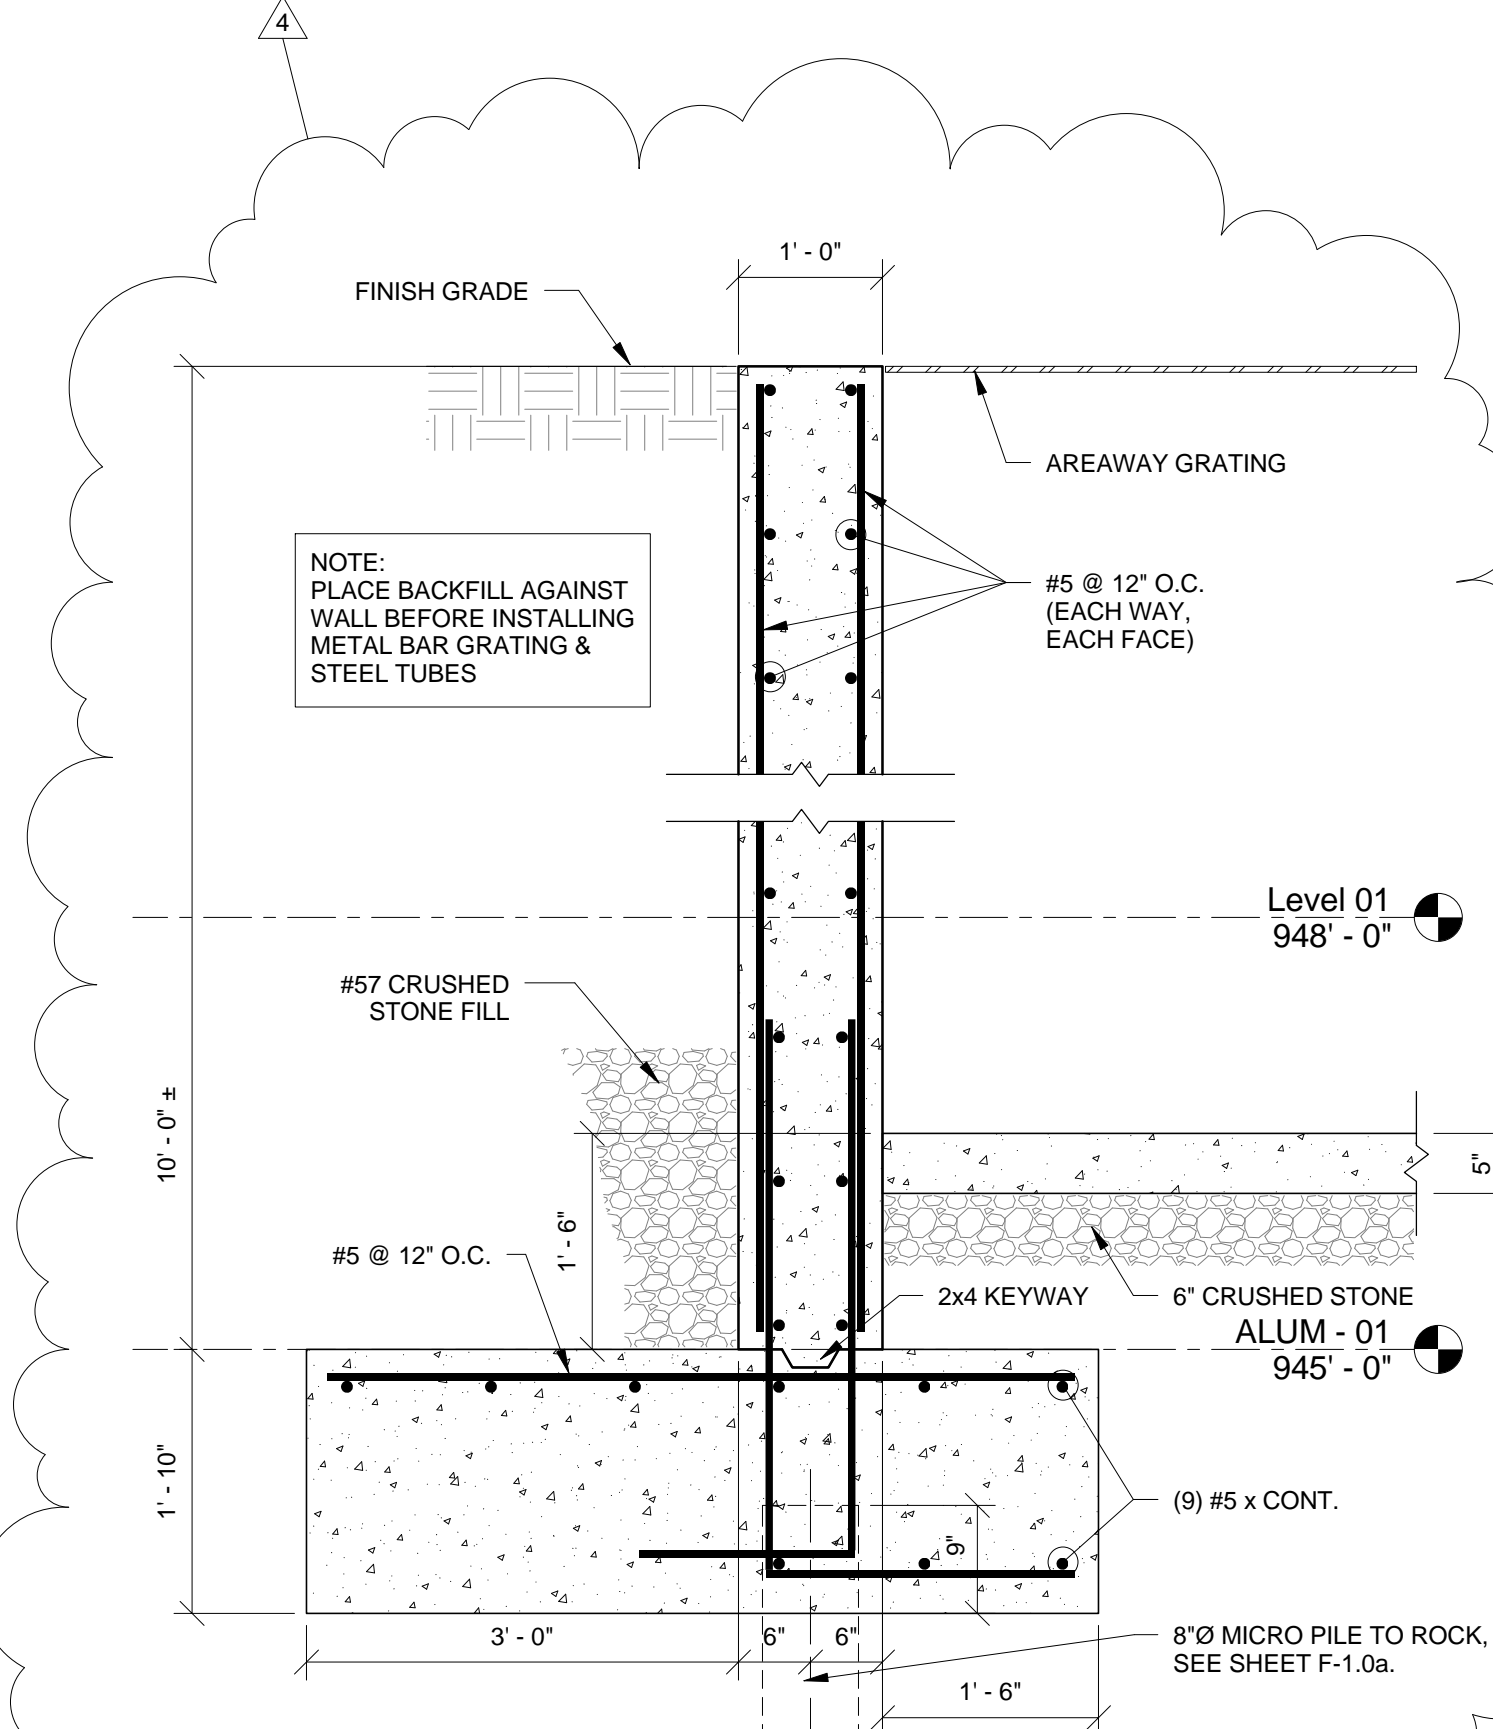 4
1' - 0"
FINISH GRADE
AREAWAY GRATING
NOTE:
PLACE BACKFILL AGAINST
WALL BEFORE INSTALLING
METAL BAR GRATING &
STEEL TUBES
#5 @ 12" O.C.
(EACH WAY,
EACH FACE)
Level 01
948' - 0"
#57 CRUSHED
STONE FILL
10' - 0" ±
5"
1' - 6"
#5 @ 12" O.C.
2x4 KEYWAY
6" CRUSHED STONE
ALUM - 01
945' - 0"
1' - 10"
(9) #5 x CONT.
9"
3' - 0"
6"
6"
8"Ø MICRO PILE TO ROCK,
SEE SHEET F-1.0a.
1' - 6"